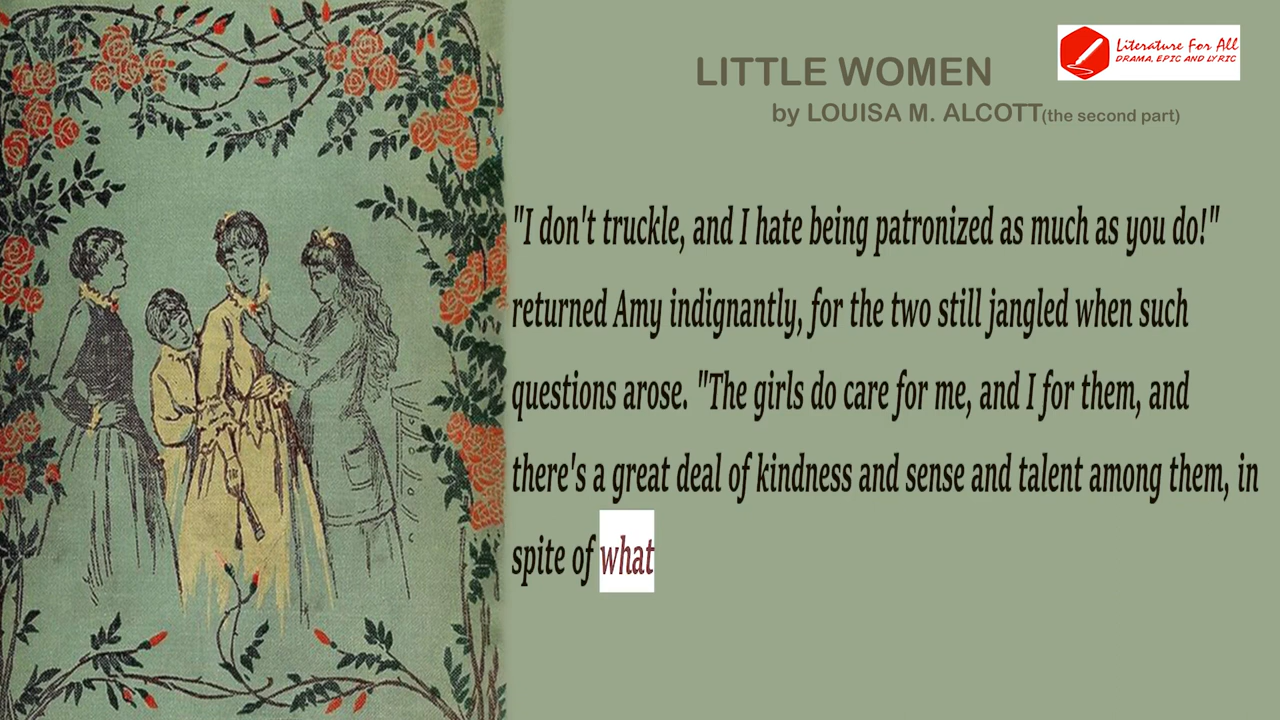 LITTLE WOMEN
by LOUISA M. ALCOTT(the second part)
Literature For All
DRAMA, EPIC AND LYRIC
"I don't truckle, and I hate being patronized as much as you do!"
returned Amy indignantly, for the two still jangled when such
questions arose. "The girls do care for me, and I for them, and
there's a great deal of kindness and sense and talent among them, in
spite of what